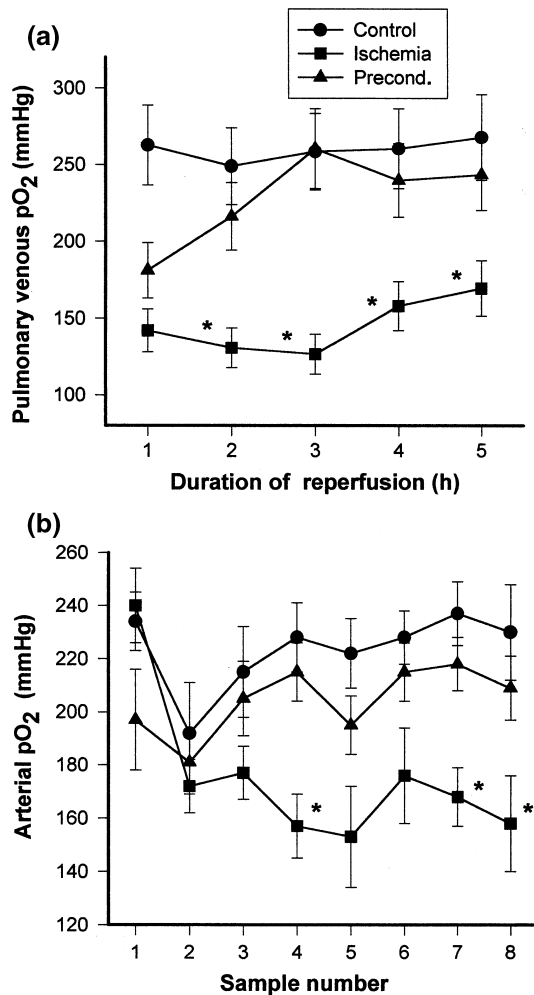 (a)
Control
Ischemia
Precond.
Pulmonary venous pO2 (mmHg)
300
250
200
150
100
*
*
*
*
1 2 3 4 5
Duration of reperfusion (h)
(b)
Arterial pO2 (mmHg)
260
240
220
200
180
160
140
120
*
*
*
1 2 3 4 5 6 7 8
Sample number